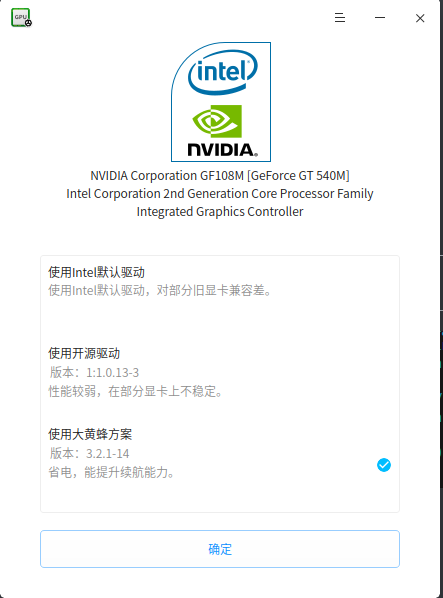 GPU
intel
NVIDIA.
NVIDIA Corporation GF108M [GeForce GT 540M]
Intel Corporation 2nd Generation Core Processor Family
Integrated Graphics Controller
使用Intel默认驱动
使用Intel默认驱动，对部分旧显卡兼容差。
使用开源驱动
版本：1:1.0.13-3
性能较弱，在部分显卡上不稳定。
使用大黄蜂方案
版本：3.2.1-14
省电，能提升续航能力。
确定